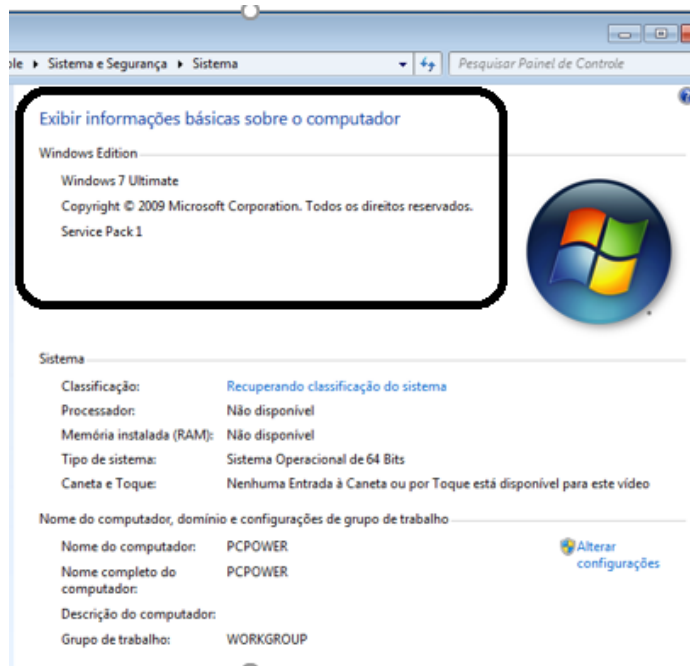 ole ▸ Sistema e Segurança ▸ Sistema
Pesquisar Painel de Controle
Exibir informações básicas sobre o computador
Windows Edition
Windows 7 Ultimate
Copyright © 2009 Microsoft Corporation. Todos os direitos reservados.
Service Pack 1
Sistema
Classificação: Recuperando classificação do sistema
Processador: Não disponível
Memória instalada (RAM): Não disponível
Tipo de sistema: Sistema Operacional de 64 Bits
Caneta e Toque: Nenhuma Entrada à Caneta ou por Toque está disponível para este vídeo
Nome do computador, domínio e configurações de grupo de trabalho
Nome do computador: PCPOWER
Alterar
configurações
Nome completo do PCPOWER
computador:
Descrição do computador:
Grupo de trabalho: WORKGROUP